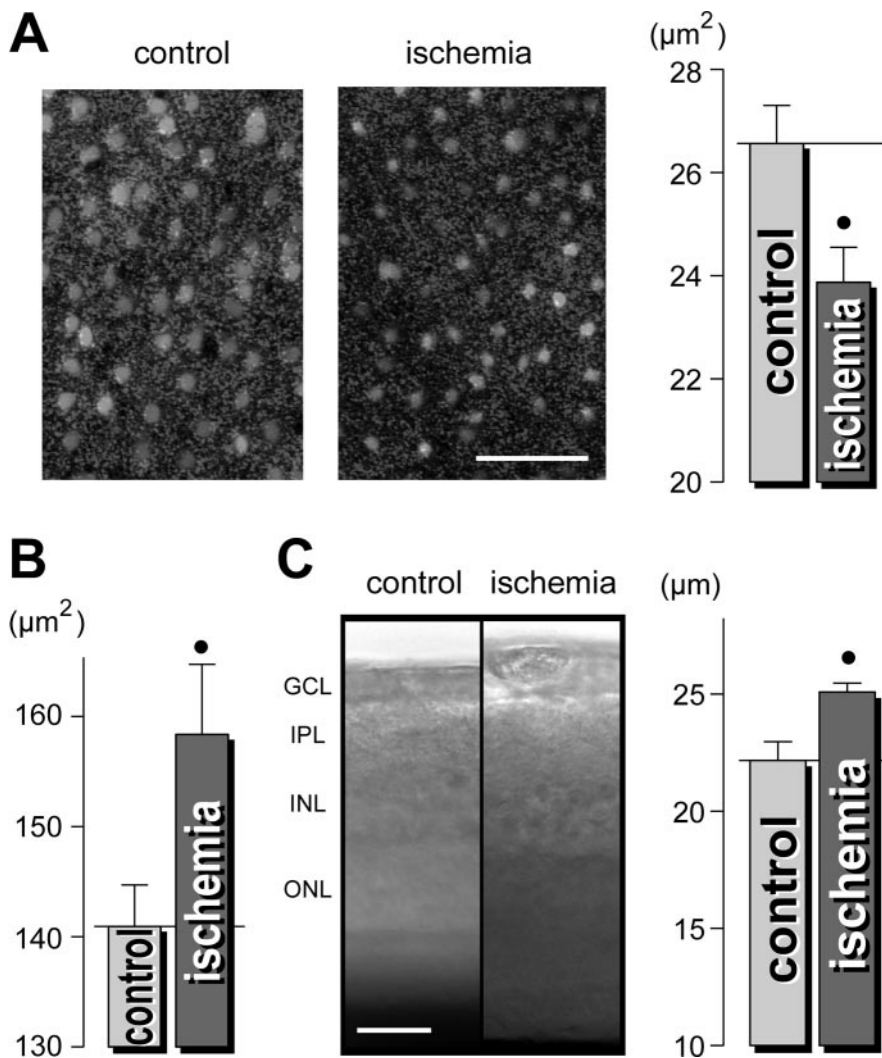 A
control
ischemia
(µm²)
28
26
24
22
20
control
ischemia
B
(µm²)
160
150
140
130
control
ischemia
C
control
ischemia
GCL
IPL
INL
ONL
(µm)
25
22
15
10
control
ischemia